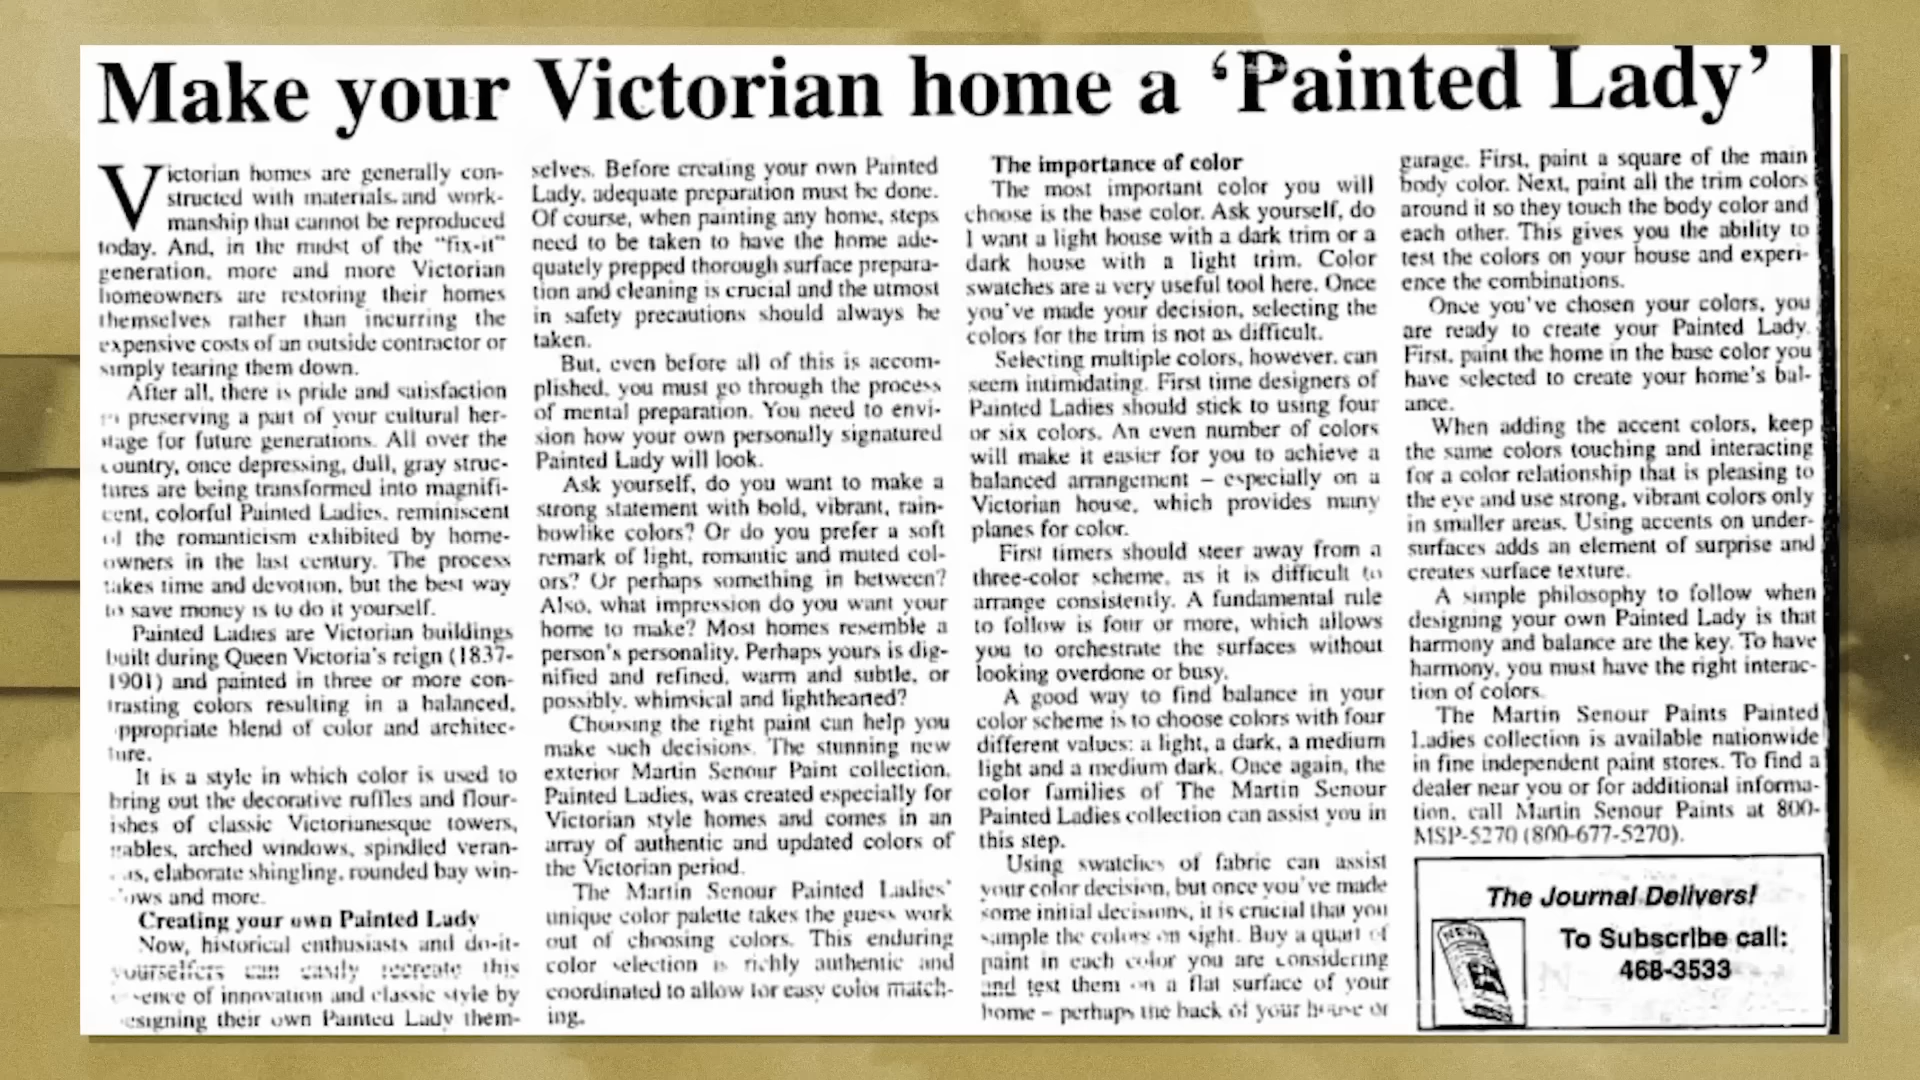 Make your Victorian home a ‘Painted Lady’
Victorian homes are generally con-
structed with materials and work-
manship that cannot be reproduced
today. And, in the midst of the "fix-it"
generation, more and more Victorian
homeowners are restoring their homes
themselves rather than incurring the
expensive costs of an outside contractor or
simply tearing them down.
After all, there is pride and satisfaction
in preserving a part of your cultural her-
itage for future generations. All over the
country, once depressing, dull, gray struc-
tures are being transformed into magnifi-
cent, colorful Painted Ladies, reminiscent
of the romanticism exhibited by home-
owners in the last century. The process
takes time and devotion, but the best way
to save money is to do it yourself.
Painted Ladies are Victorian buildings
built during Queen Victoria's reign (1837-
1901) and painted in three or more con-
trasting colors resulting in a balanced,
appropriate blend of color and architec-
ture.
It is a style in which color is used to
bring out the decorative ruffles and flour-
ishes of classic Victorianesque towers,
gables, arched windows, spindled veran-
das, elaborate shingling, rounded bay win-
dows and more.
Creating your own Painted Lady
Now, historical enthusiasts and do-it-
yourselfers can easily recreate this
essence of innovation and classic style by
designing their own Painted Lady them-
selves. Before creating your own Painted
Lady, adequate preparation must be done.
Of course, when painting any home, steps
need to be taken to have the home ade-
quately prepped thorough surface prepara-
tion and cleaning is crucial and the utmost
in safety precautions should always be
taken.
But, even before all of this is accom-
plished, you must go through the process
of mental preparation. You need to envi-
sion how your own personally signatured
Painted Lady will look.
Ask yourself, do you want to make a
strong statement with bold, vibrant, rain-
bowlike colors? Or do you prefer a soft
remark of light, romantic and muted col-
ors? Or perhaps something in between?
Also, what impression do you want your
home to make? Most homes resemble a
person's personality. Perhaps yours is dig-
nified and refined, warm and subtle, or
possibly, whimsical and lighthearted?
Choosing the right paint can help you
make such decisions. The stunning new
exterior Martin Senour Paint collection,
Painted Ladies, was created especially for
Victorian style homes and comes in an
array of authentic and updated colors of
the Victorian period.
The Martin Senour Painted Ladies'
unique color palette takes the guess work
out of choosing colors. This enduring
color selection is richly authentic and
coordinated to allow for easy color match-
ing.
The importance of color
The most important color you will
choose is the base color. Ask yourself, do
I want a light house with a dark trim or a
dark house with a light trim. Color
swatches are a very useful tool here. Once
you've made your decision, selecting the
colors for the trim is not as difficult.
Selecting multiple colors, however, can
seem intimidating. First time designers of
Painted Ladies should stick to using four
or six colors. An even number of colors
will make it easier for you to achieve a
balanced arrangement – especially on a
Victorian house, which provides many
planes for color.
First timers should steer away from a
three-color scheme, as it is difficult to
arrange consistently. A fundamental rule
to follow is four or more, which allows
you to orchestrate the surfaces without
looking overdone or busy.
A good way to find balance in your
color scheme is to choose colors with four
different values: a light, a dark, a medium
light and a medium dark. Once again, the
color families of The Martin Senour
Painted Ladies collection can assist you in
this step.
Using swatches of fabric can assist
your color decision, but once you've made
some initial decisions, it is crucial that you
sample the colors on sight. Buy a quart of
paint in each color you are considering
and test them on a flat surface of your
home – perhaps the back of your house or
garage. First, paint a square of the main
body color. Next, paint all the trim colors
around it so they touch the body color and
each other. This gives you the ability to
test the colors on your house and experi-
ence the combinations.
Once you've chosen your colors, you
are ready to create your Painted Lady.
First, paint the home in the base color you
have selected to create your home's bal-
ance.
When adding the accent colors, keep
the same colors touching and interacting
for a color relationship that is pleasing to
the eye and use strong, vibrant colors only
in smaller areas. Using accents on under-
surfaces adds an element of surprise and
creates surface texture.
A simple philosophy to follow when
designing your own Painted Lady is that
harmony and balance are the key. To have
harmony, you must have the right interac-
tion of colors.
The Martin Senour Paints Painted
Ladies collection is available nationwide
in fine independent paint stores. To find a
dealer near you or for additional informa-
tion, call Martin Senour Paints at 800-
MSP-5270 (800-677-5270).
The Journal Delivers!
NEWS
To Subscribe call:
468-3533